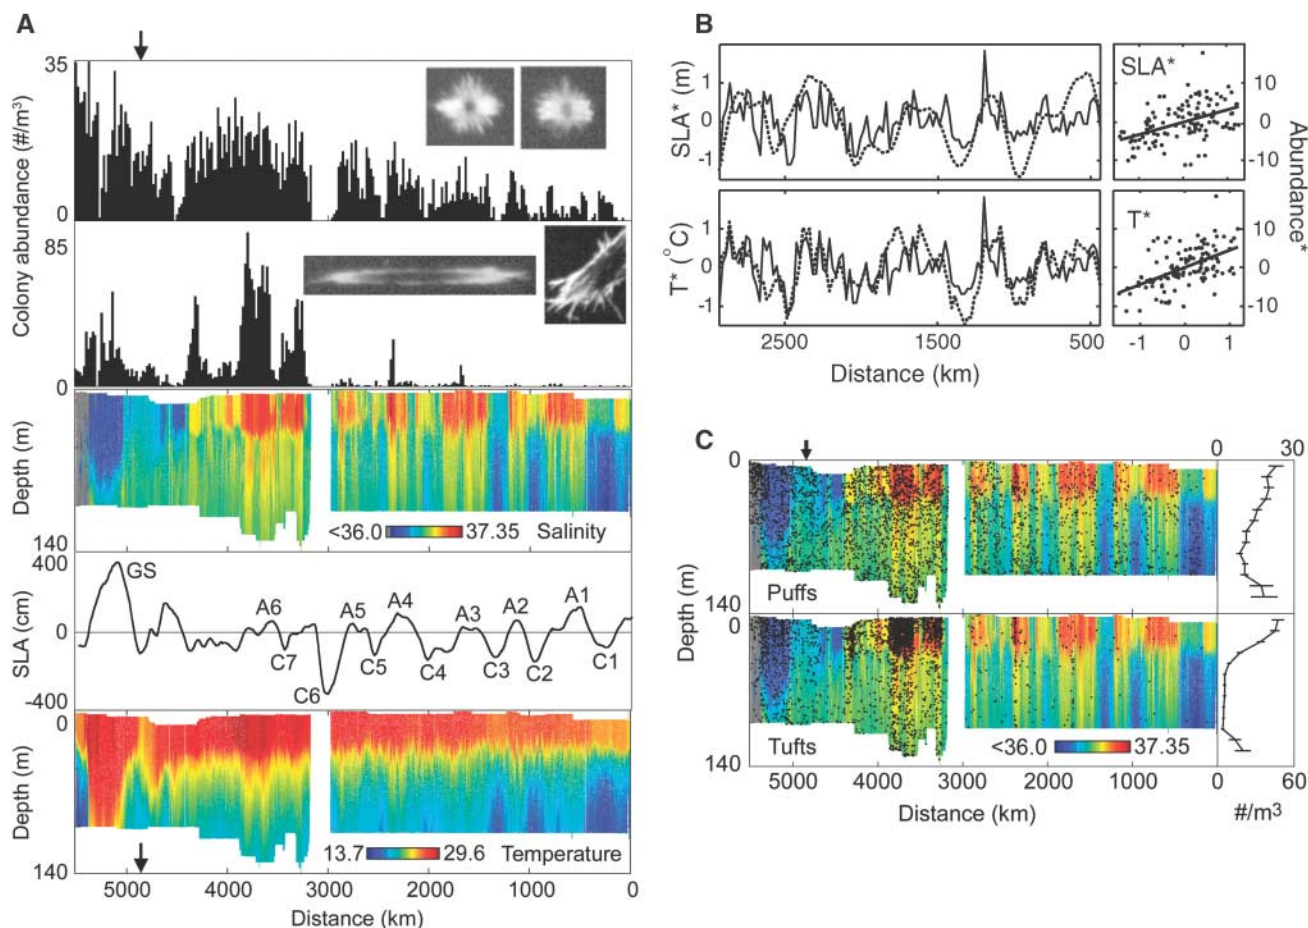 A
35
Colony abundance (#/m³)
0
85
0
Depth (m)
<36.0 37.35 Salinity
140
400
SLA (cm)
0
-400
GS
A6
A5
A4
A3
A2
A1
C7
C6
C5
C4
C3
C2
C1
0
Depth (m)
13.7 29.6 Temperature
140
5000 4000 3000 2000 1000 0
Distance (km)
B
SLA* (m)
1
0
-1
SLA*
10
0
-10
T* (°C)
1
0
-1
T*
10
0
-10
Abundance*
2500 1500 500
-1 0 1
Distance (km)
C
0 30
0
Depth (m)
Puffs
140
0
Tufts
<36.0 37.35
140
5000 4000 3000 2000 1000 0 60
Distance (km)
#/m³